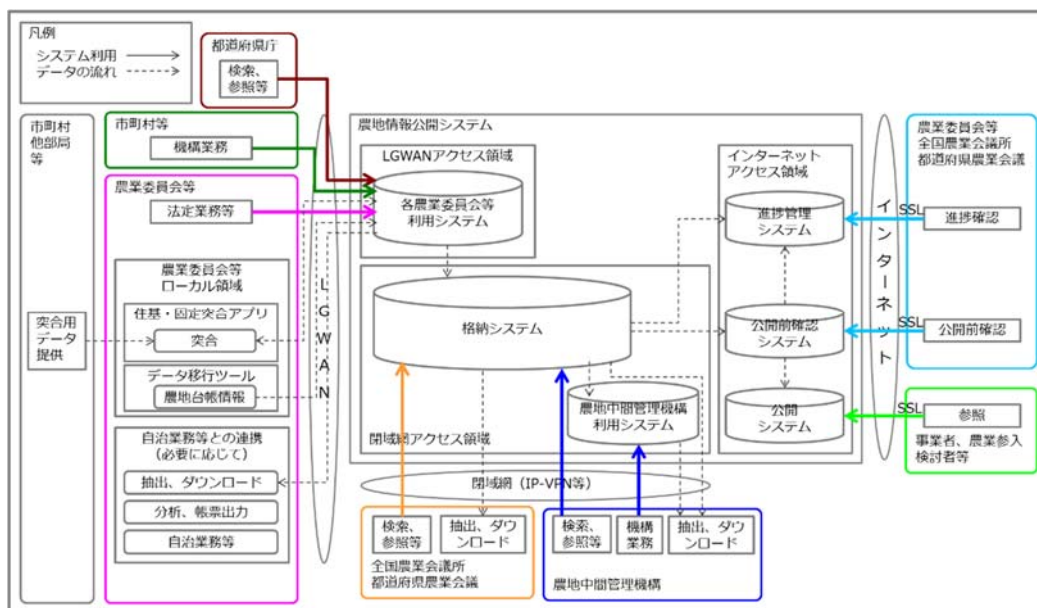 凡例
システム利用
データの流れ
都道府県庁
検索、
参照等
市町村
他部局
等
突合用
データ
提供
市町村等
機構業務
農業委員会等
法定業務等
農業委員会等
ローカル領域
住基・固定突合アプリ
突合
データ移行ツール
農地台帳情報
自治業務等との連携
（必要に応じて）
抽出、ダウンロード
分析、帳票出力
自治業務等
LGWAN
農地情報公開システム
LGWANアクセス領域
各農業委員会等
利用システム
格納システム
農地中間管理機構
利用システム
閉域網アクセス領域
インターネット
アクセス領域
進捗管理
システム
公開前確認
システム
公開
システム
インターネット
SSL
SSL
SSL
農業委員会等
全国農業会議所
都道府県農業会議
進捗確認
公開前確認
参照
事業者、農業参入
検討者等
閉域網（IP-VPN等）
検索、
参照等
抽出、ダウ
ンロード
全国農業会議所
都道府県農業会議
検索、
参照等
機構
業務
抽出、ダウ
ンロード
農地中間管理機構